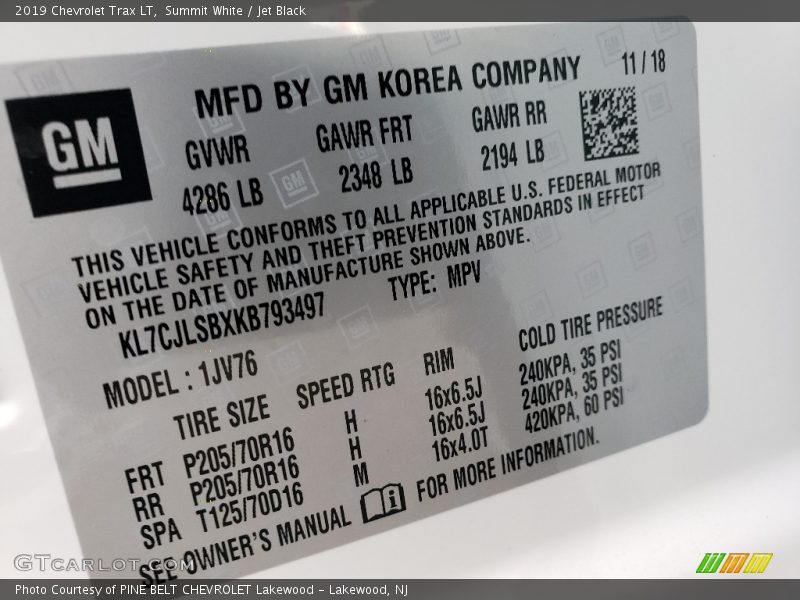 2019 Chevrolet Trax LT, Summit White / Jet Black
GM
MFD BY GM KOREA COMPANY 11/18
GVWR GAWR FRT GAWR RR
4286 LB 2348 LB 2194 LB
THIS VEHICLE CONFORMS TO ALL APPLICABLE U.S. FEDERAL MOTOR
VEHICLE SAFETY AND THEFT PREVENTION STANDARDS IN EFFECT
ON THE DATE OF MANUFACTURE SHOWN ABOVE.
KL7CJLSBXKB793497 TYPE: MPV
MODEL : 1JV76
TIRE SIZE SPEED RTG RIM COLD TIRE PRESSURE
FRT P205/70R16 H 16x6.5J 240KPA, 35 PSI
RR P205/70R16 H 16x6.5J 240KPA, 35 PSI
SPA T125/70D16 M 16x4.0T 420KPA, 60 PSI
SEE OWNER'S MANUAL i FOR MORE INFORMATION.
GTCarLot.com
Photo Courtesy of PINE BELT CHEVROLET Lakewood - Lakewood, NJ